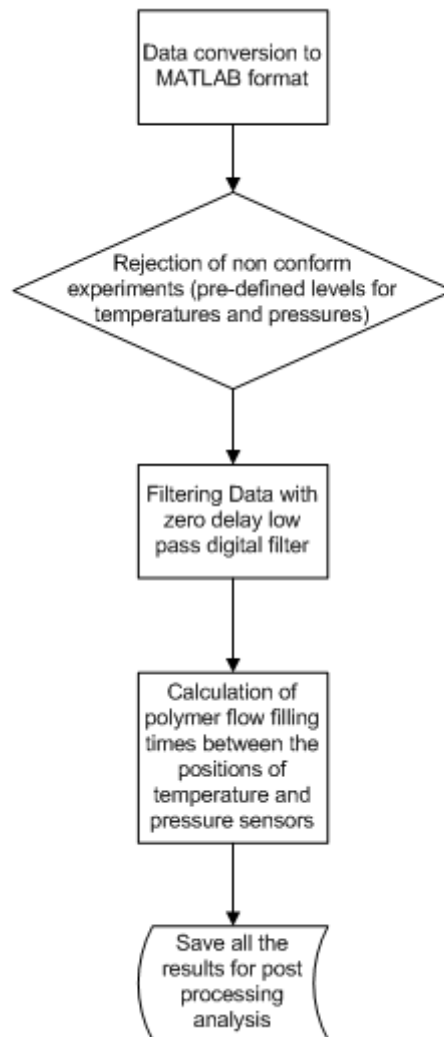 Data conversion to
MATLAB format
Rejection of non conform
experiments (pre-defined levels for
temperatures and pressures)
Filtering Data with
zero delay low
pass digital filter
Calculation of
polymer flow filling
times between the
positions of
temperature and
pressure sensors
Save all the
results for post
processing
analysis